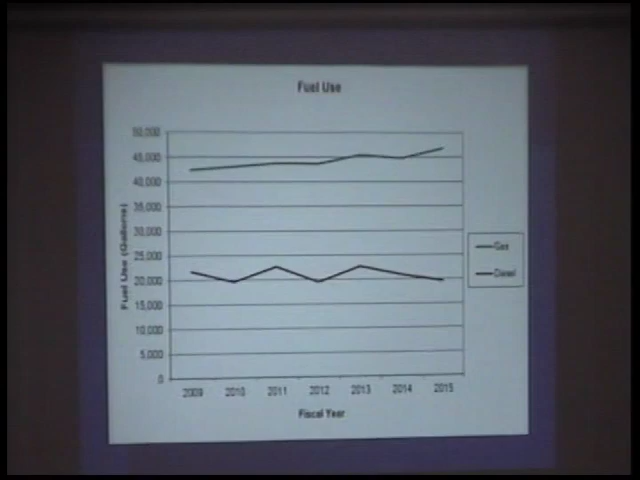 Fuel Use
50,000
45,000
40,000
35,000
30,000
25,000
20,000
15,000
10,000
5,000
0
Fuel Use (Gallons)
2009 2010 2011 2012 2013 2014 2015
Fiscal Year
Gas
Diesel